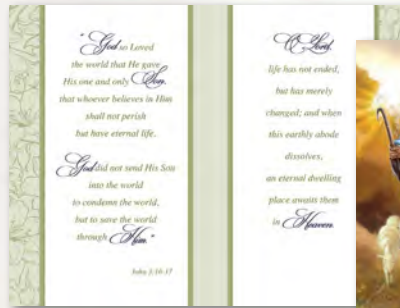 " God so Loved
the world that He gave
His one and only Son,
that whoever believes in Him
shall not perish
but have eternal life.
God did not send His Son
into the world
to condemn the world,
but to save the world
through Him."
John 3:16-17
O Lord,
life has not ended,
but has merely
changed; and when
this earthly abode
dissolves,
an eternal dwelling
place awaits them
in Heaven.